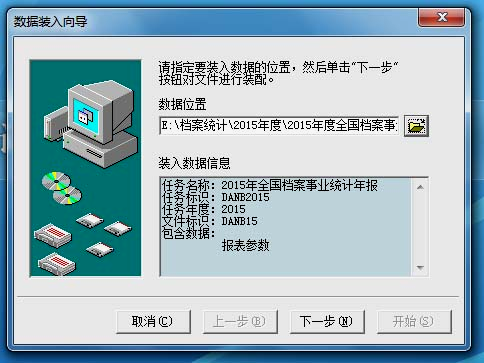 数据装入向导
请指定要装入数据的位置，然后单击"下一步"
按钮对文件进行装配。
数据位置
E:\档案统计\2015年度\2015年度全国档案事
装入数据信息
任务名称：2015年全国档案事业统计年报
任务标识：DANB2015
任务年度：2015
文件标识：DANB15
包含数据：
报表参数
取消(C)
上一步(B)
下一步(N)
开始(S)